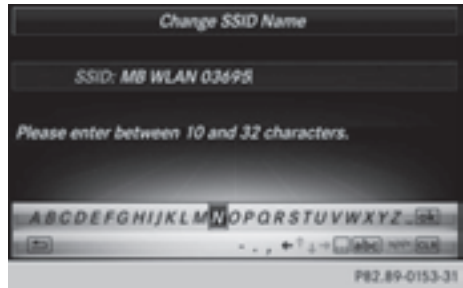 Change SSID Name
SSID: MB WLAN 03695
Please enter between 10 and 32 characters.
A B C D E F G H I J K L M N O P Q R S T U V W X Y Z _ ok
- . , ← ↑ ↓ → abc CLR
P82.89-0153-31